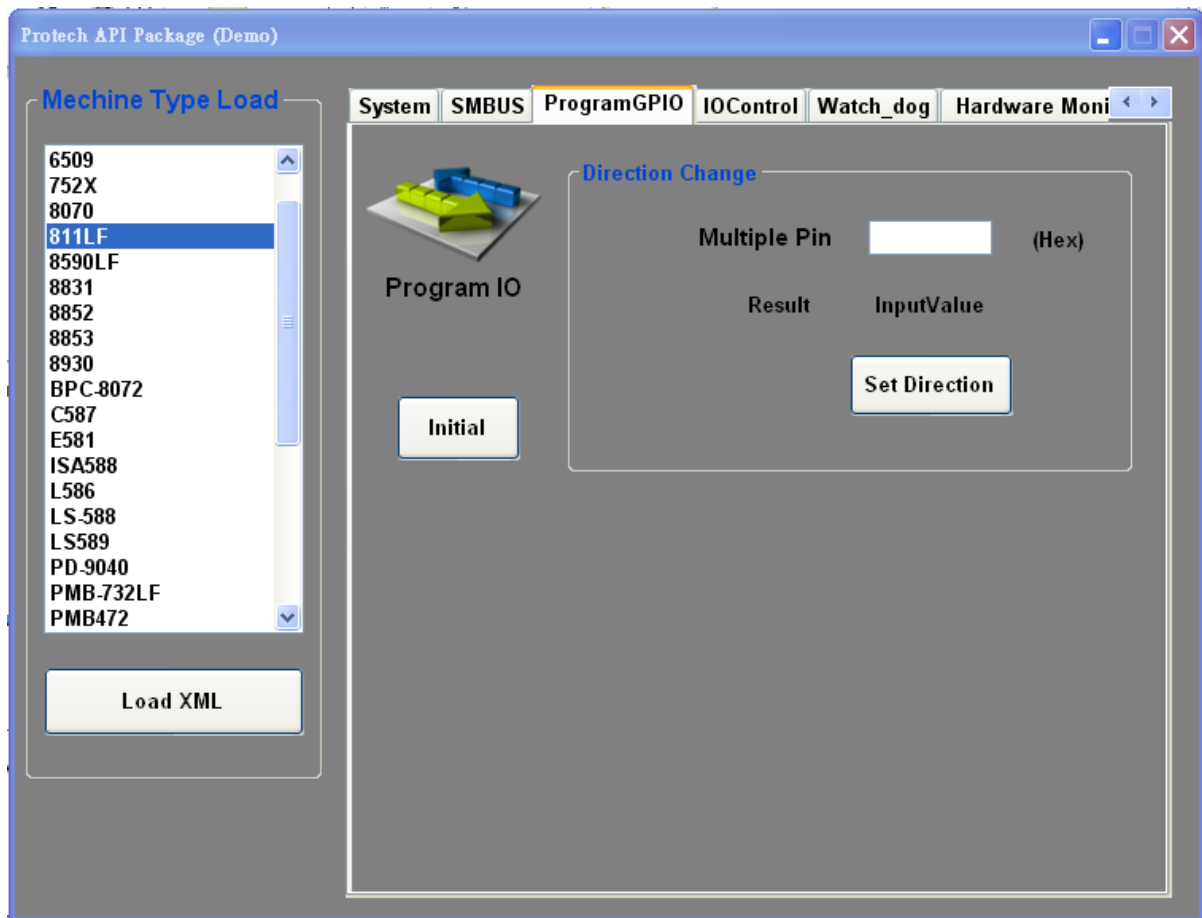 Protech API Package (Demo)
Mechine Type Load
6509
752X
8070
811LF
8590LF
8831
8852
8853
8930
BPC-8072
C587
E581
ISA588
L586
LS-588
LS589
PD-9040
PMB-732LF
PMB472
Load XML
System SMBUS ProgramGPIO IOControl Watch_dog Hardware Moni
Program IO
Initial
Direction Change
Multiple Pin (Hex)
Result InputValue
Set Direction